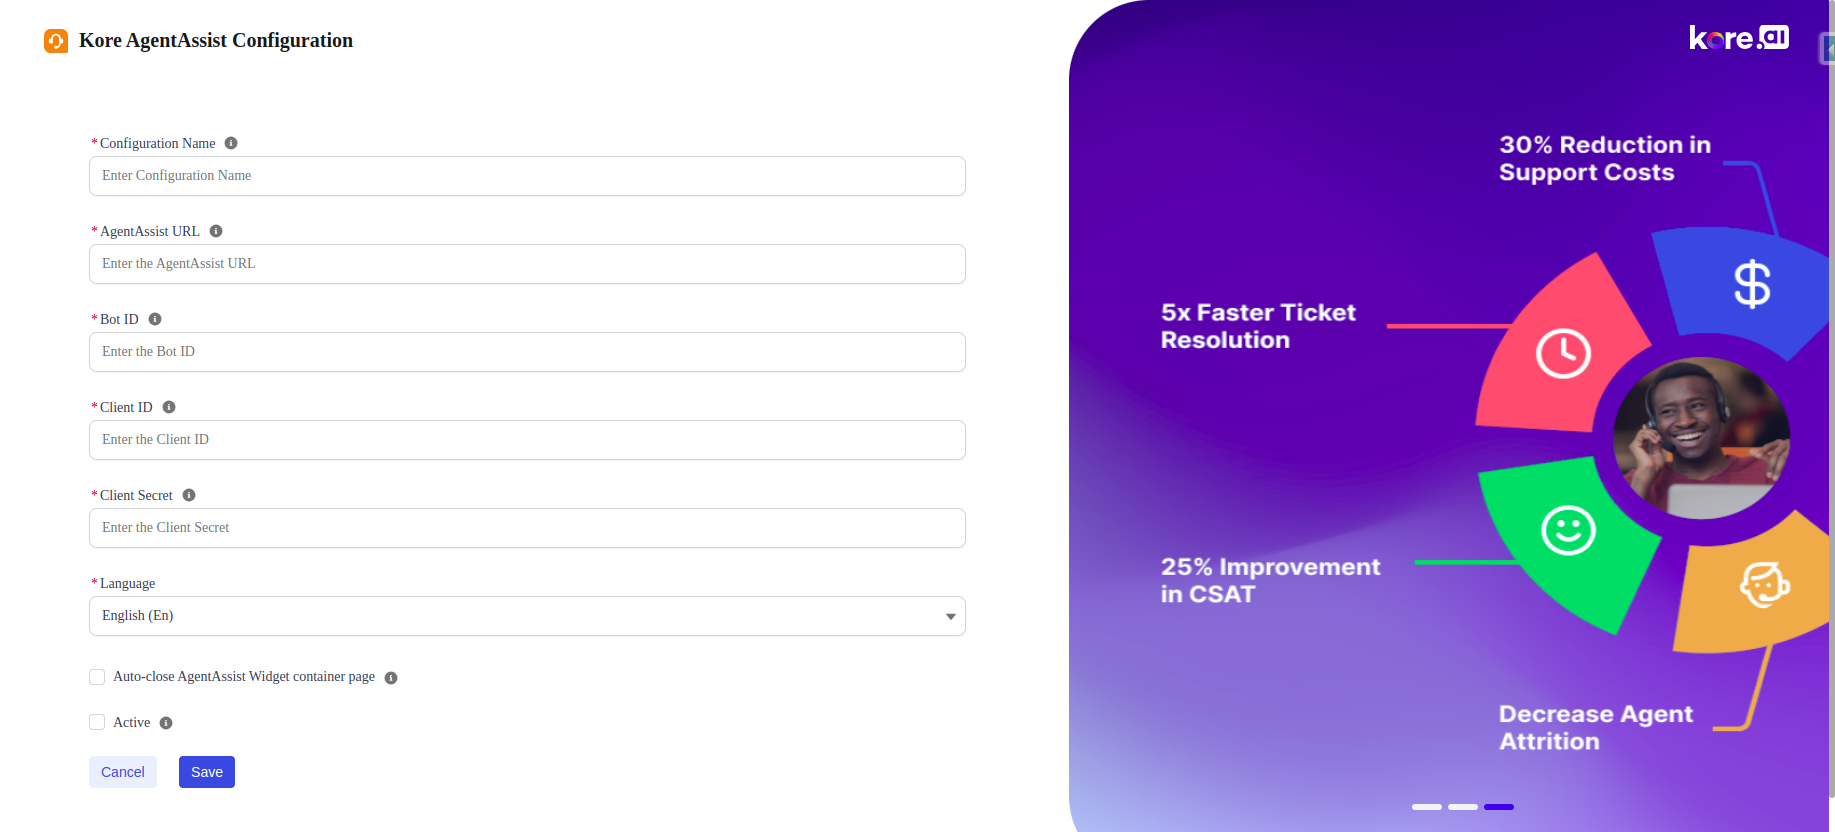 Kore AgentAssist Configuration
* Configuration Name
Enter Configuration Name
* AgentAssist URL
Enter the AgentAssist URL
* Bot ID
Enter the Bot ID
* Client ID
Enter the Client ID
* Client Secret
Enter the Client Secret
* Language
English (En)
Auto-close AgentAssist Widget container page
Active
Cancel
Save
kore.ai
30% Reduction in
Support Costs
5x Faster Ticket
Resolution
25% Improvement
in CSAT
Decrease Agent
Attrition